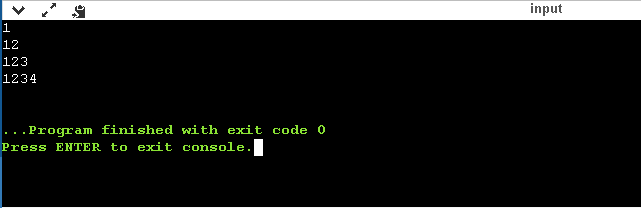 input
1
12
123
1234
...Program finished with exit code 0
Press ENTER to exit console.